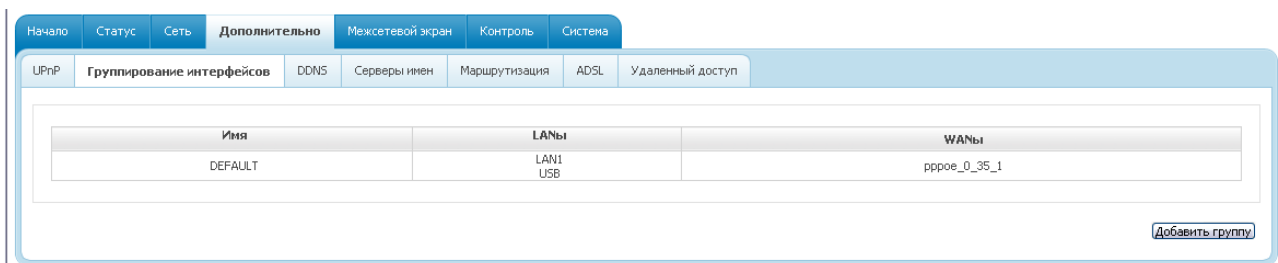 Начало Статус Сеть Дополнительно Межсетевой экран Контроль Система
UPnP Группирование интерфейсов DDNS Серверы имен Маршрутизация ADSL Удаленный доступ
Имя LANы WANы
DEFAULT LAN1 pppoe_0_35_1
USB
Добавить группу